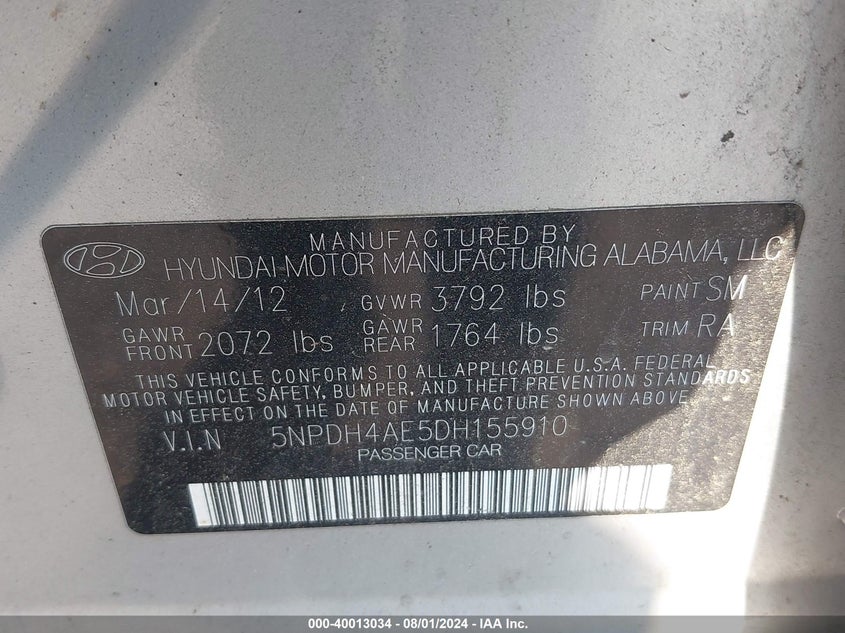 MANUFACTURED BY
HYUNDAI MOTOR MANUFACTURING ALABAMA, LLC
Mar/14/12 GVWR 3792 lbs PAINT SM
GAWR FRONT 2072 lbs GAWR REAR 1764 lbs TRIM RA
THIS VEHICLE CONFORMS TO ALL APPLICABLE U.S.A. FEDERAL
MOTOR VEHICLE SAFETY, BUMPER, AND THEFT PREVENTION STANDARDS
IN EFFECT ON THE DATE OF MANUFACTURE SHOWN ABOVE
V.I.N 5NPDH4AE5DH155910
PASSENGER CAR
000-40013034 - 08/01/2024 - IAA Inc.